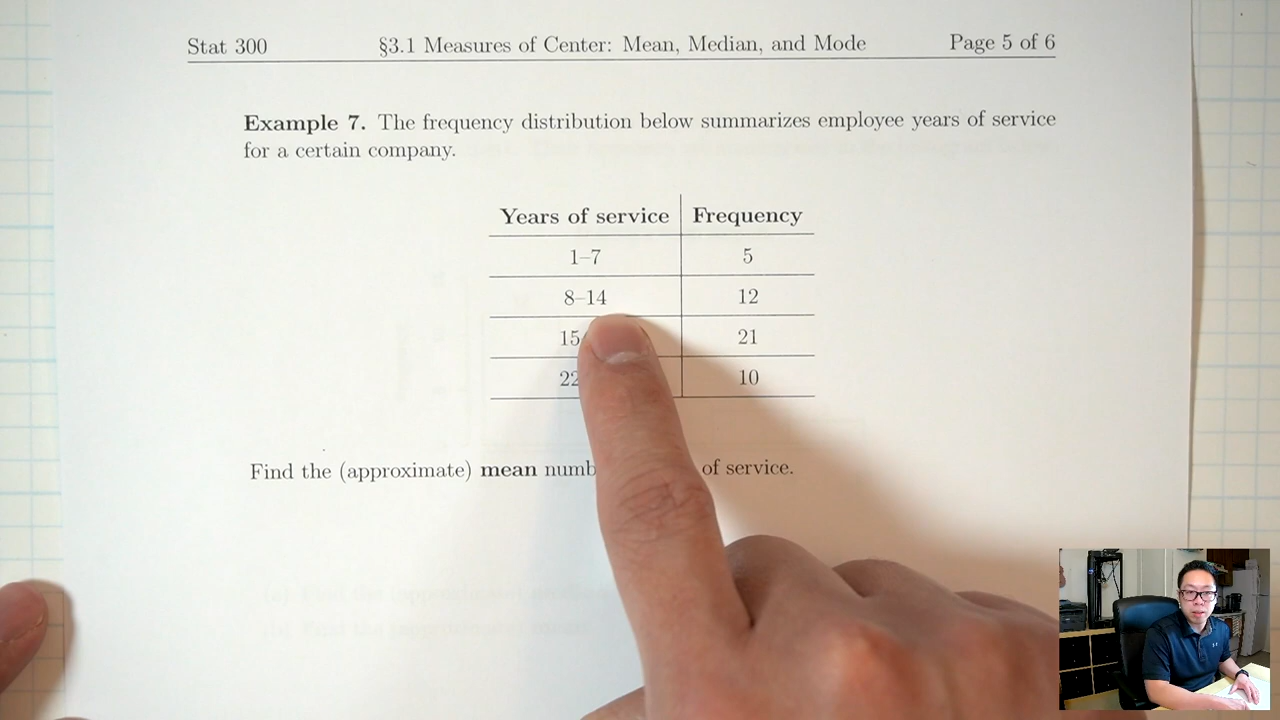 Stat 300 §3.1 Measures of Center: Mean, Median, and Mode Page 5 of 6
Example 7. The frequency distribution below summarizes employee years of service
for a certain company.
Years of service Frequency
1–7 5
8–14 12
15 21
22 10
Find the (approximate) mean numb of service.